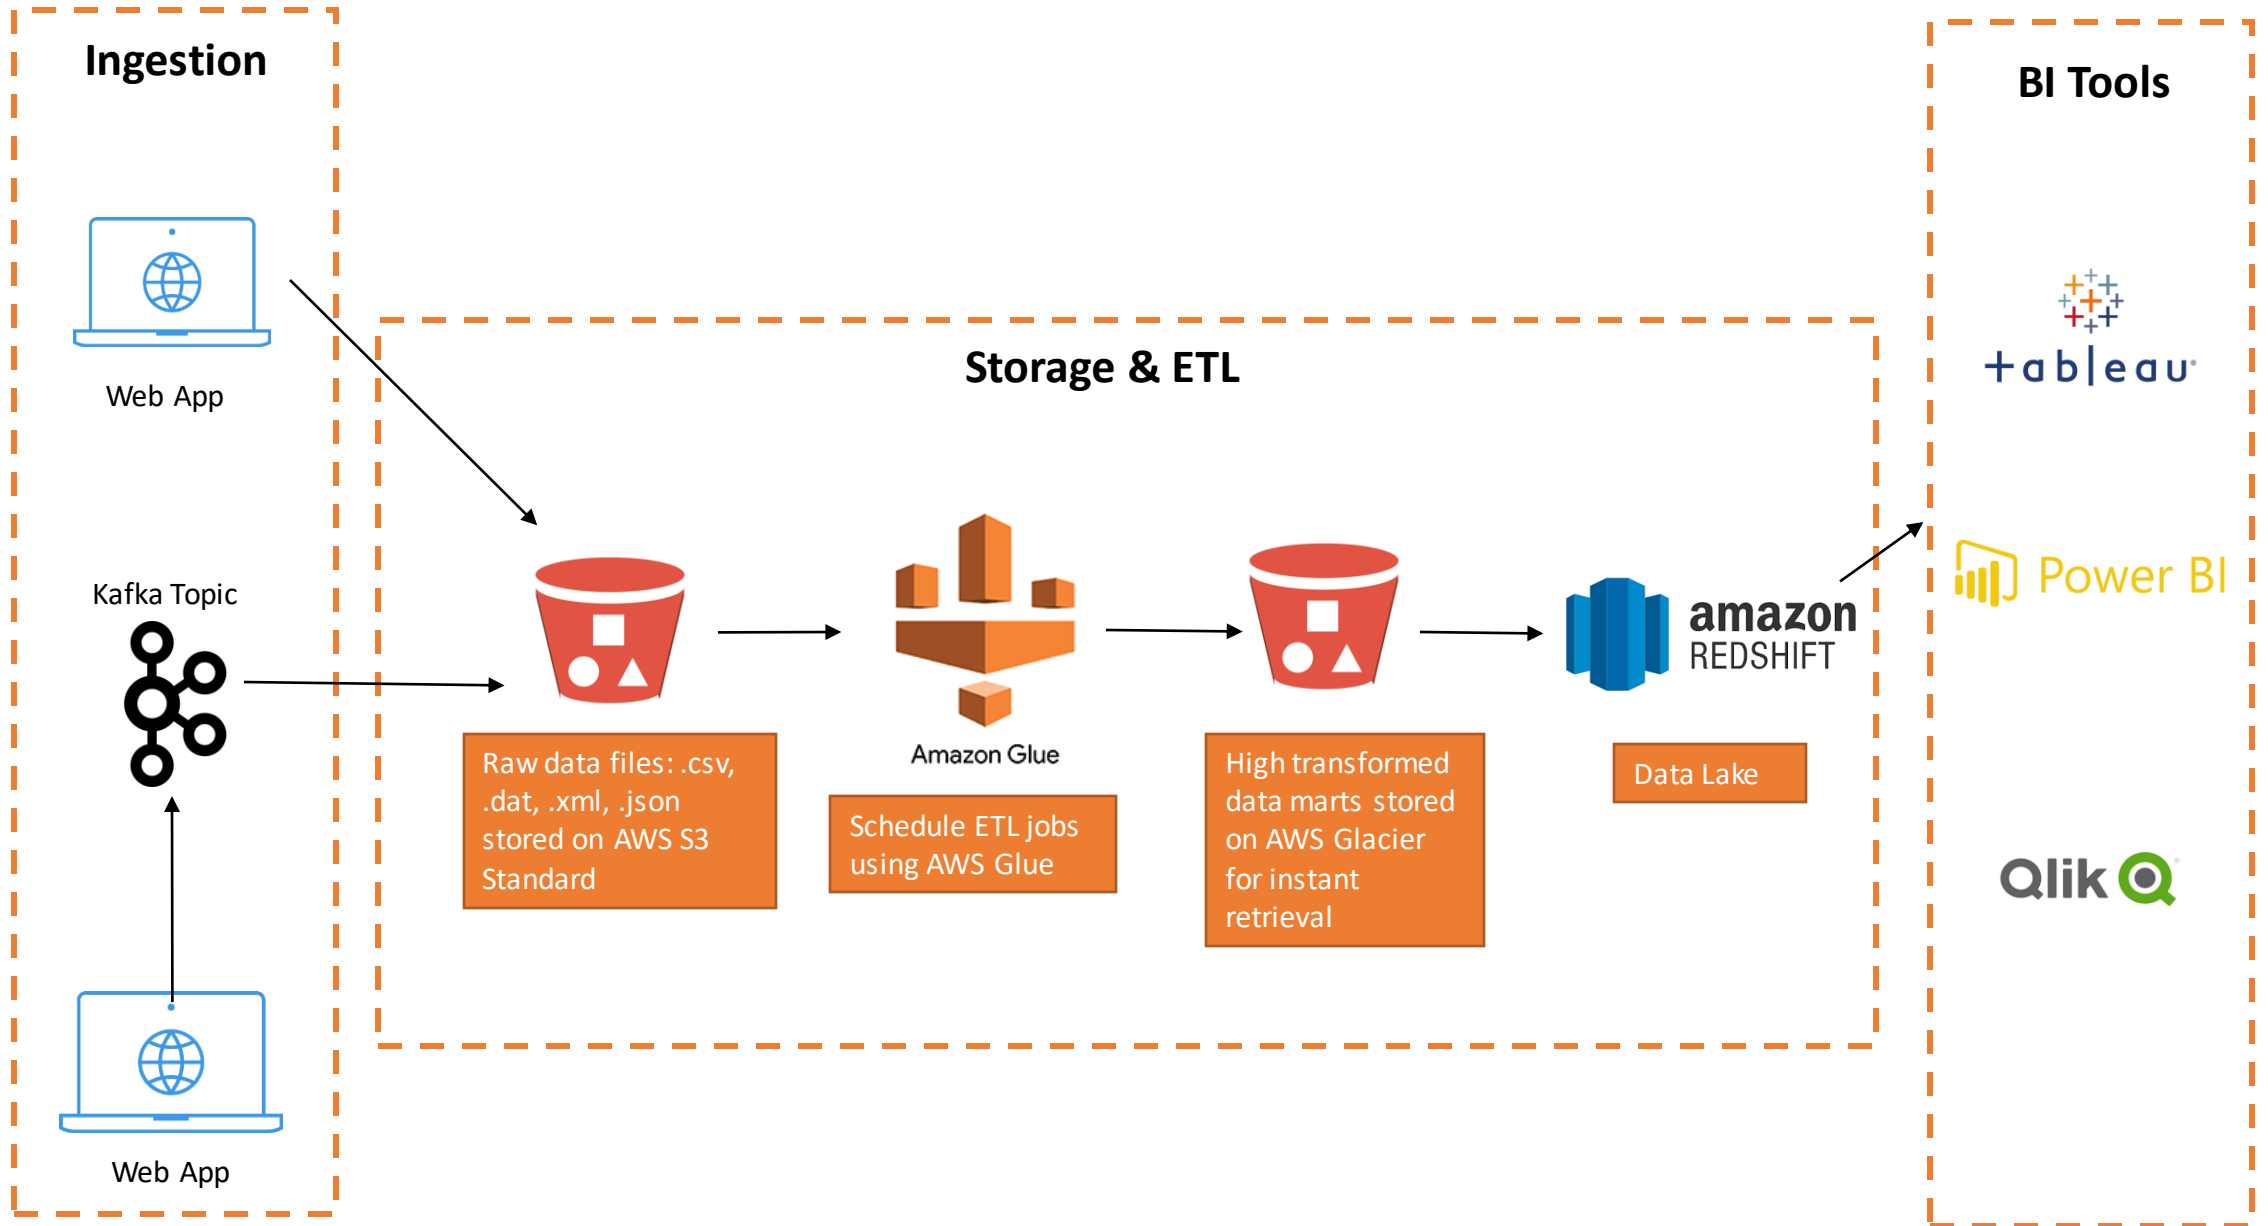 Ingestion
Web App
Kafka Topic
Web App
Storage & ETL
Raw data files: .csv,
.dat, .xml, .json
stored on AWS S3
Standard
Amazon Glue
Schedule ETL jobs
using AWS Glue
High transformed
data marts stored
on AWS Glacier
for instant
retrieval
amazon
REDSHIFT
Data Lake
BI Tools
+ableau
Power BI
Qlik